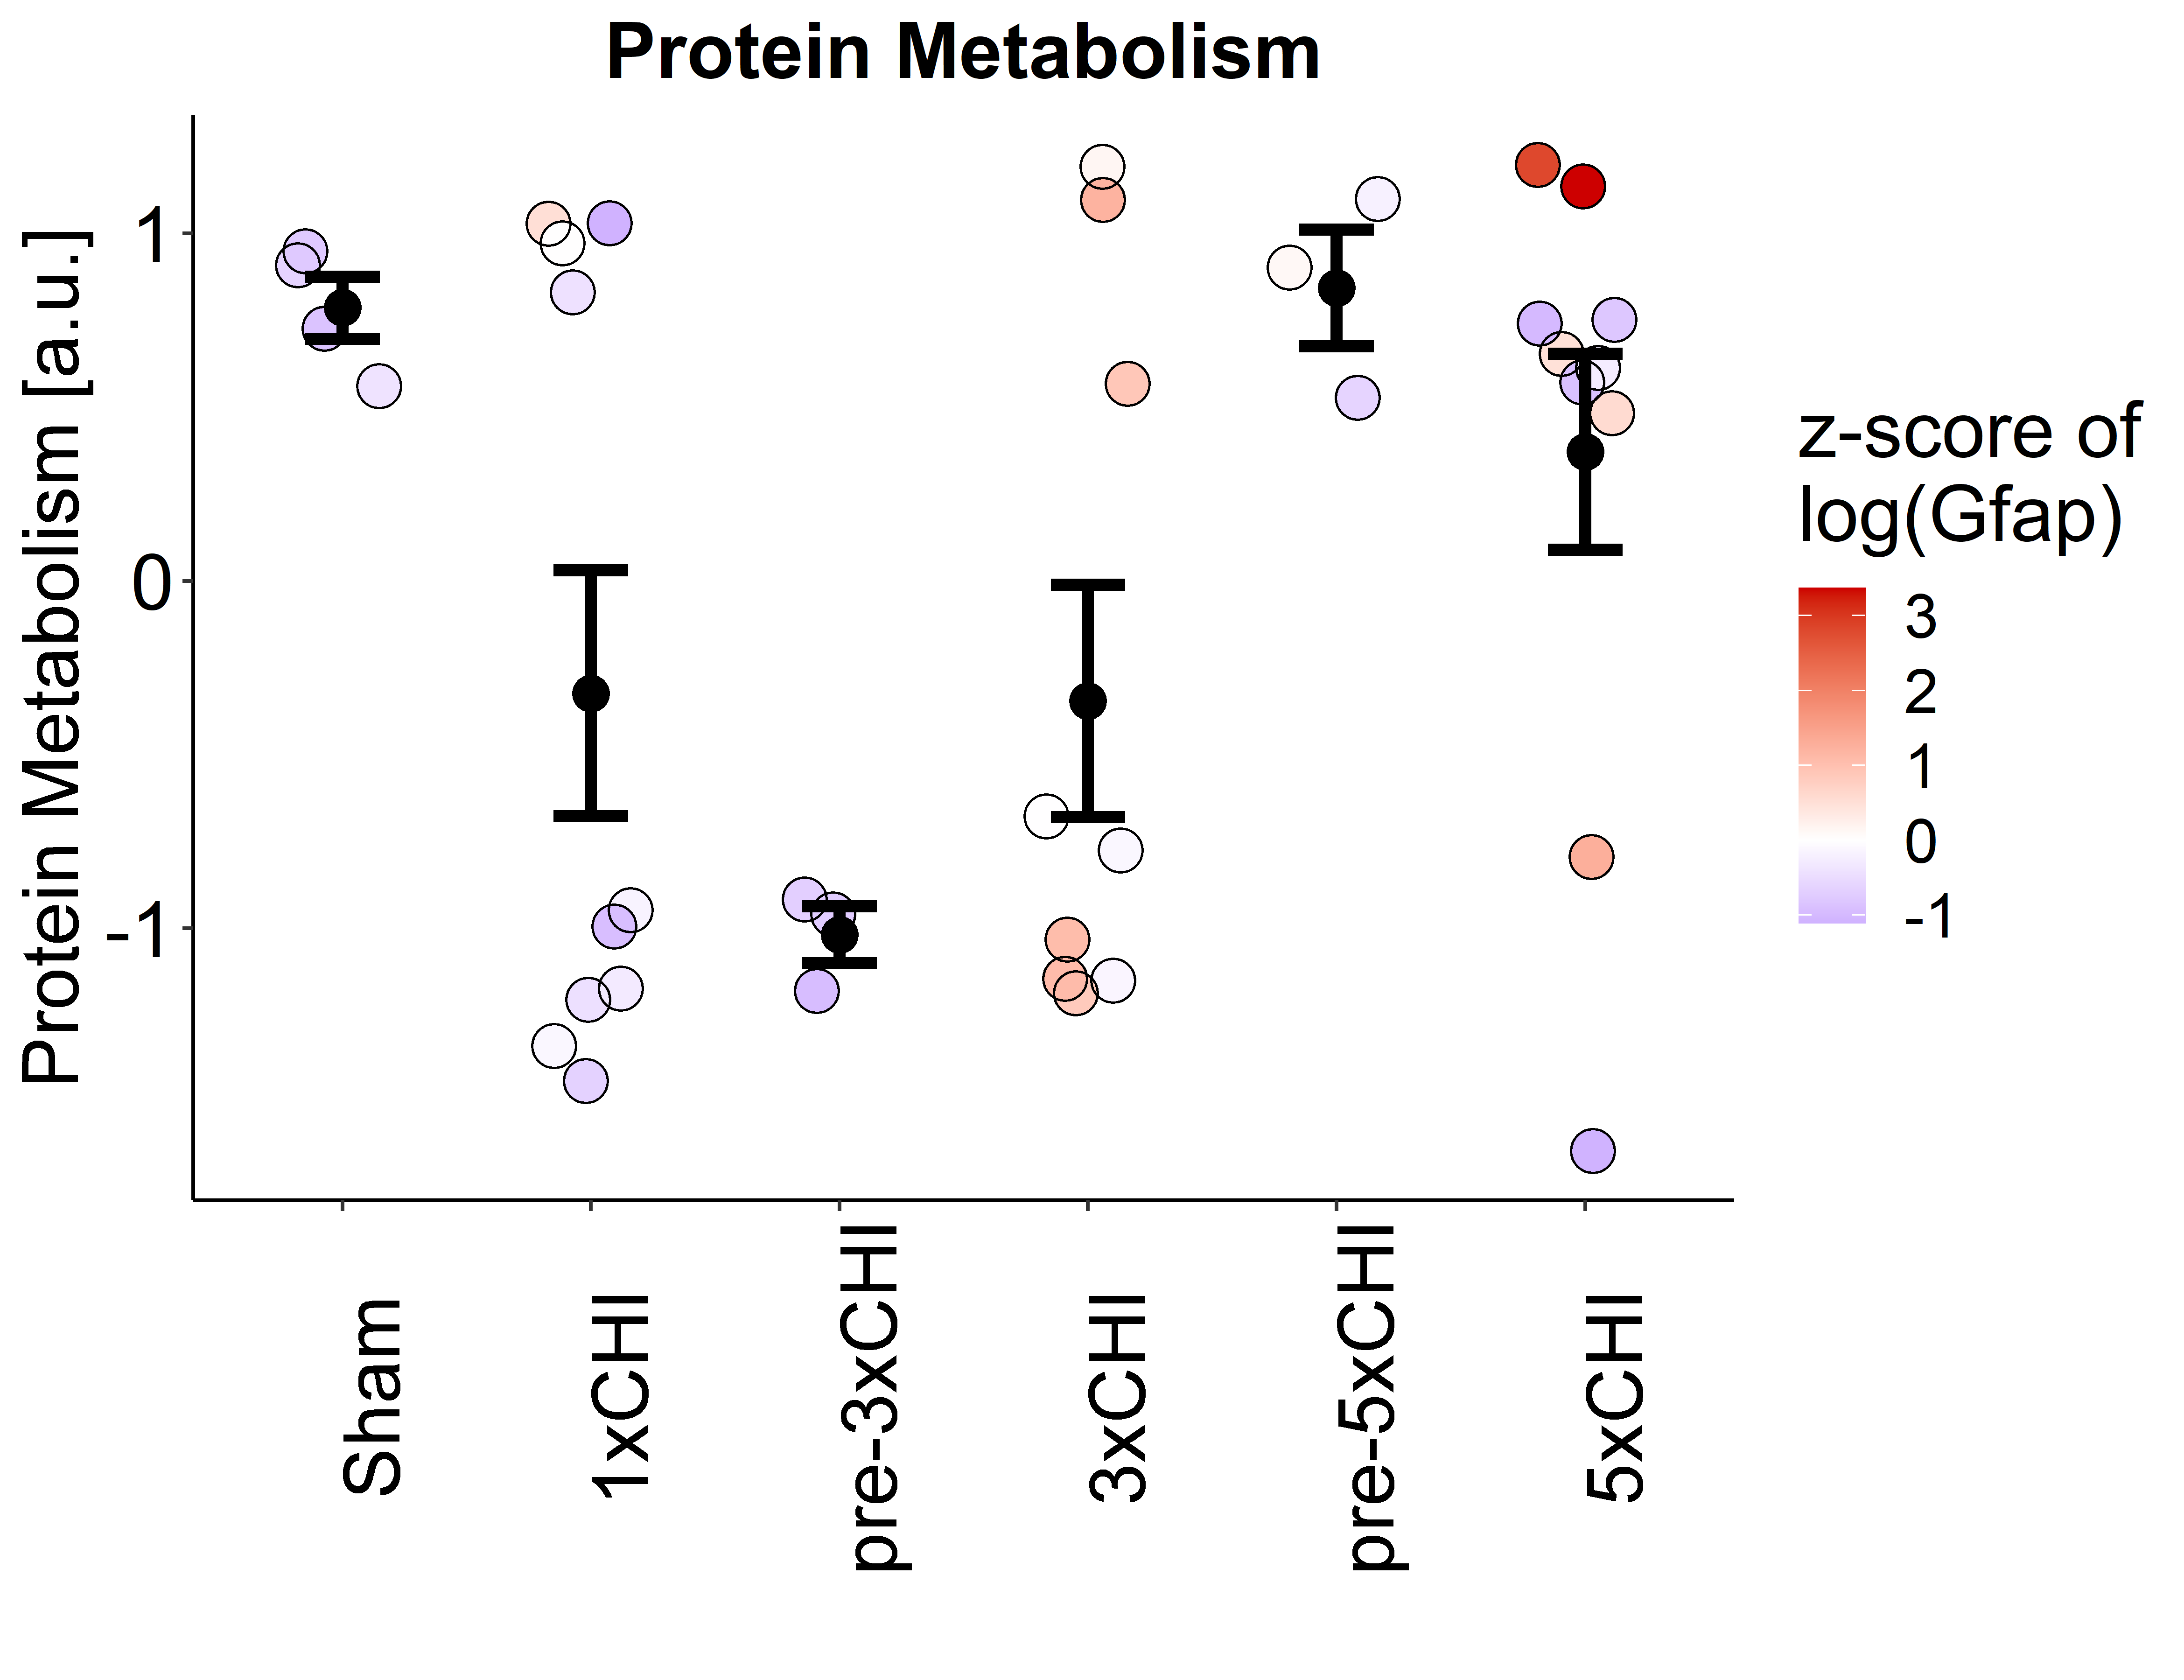 Protein Metabolism
Protein Metabolism [a.u.]
1
0
-1
Sham
1xCHI
pre-3xCHI
3xCHI
pre-5xCHI
5xCHI
z-score of
log(Gfap)
3
2
1
0
-1